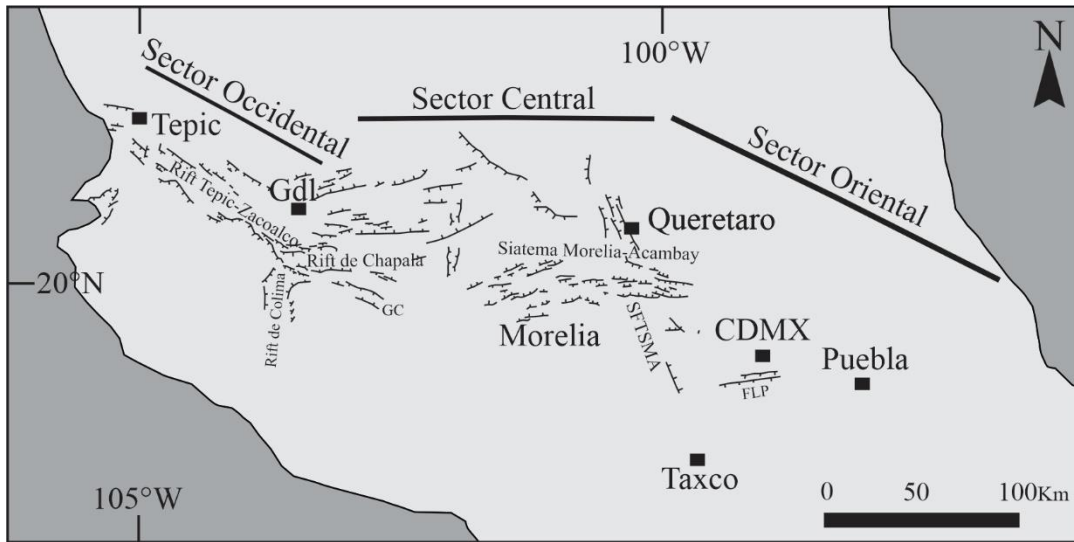 100°W
N
Sector Occidental
Sector Central
Sector Oriental
Tepic
Rift Tepic-Zacoalco
Gdl
Queretaro
Siatema Morelia-Acambay
Rift de Chapala
20°N
Rift de Colima
GC
Morelia
SFTSMA
CDMX
Puebla
FLP
Taxco
105°W
0 50 100Km